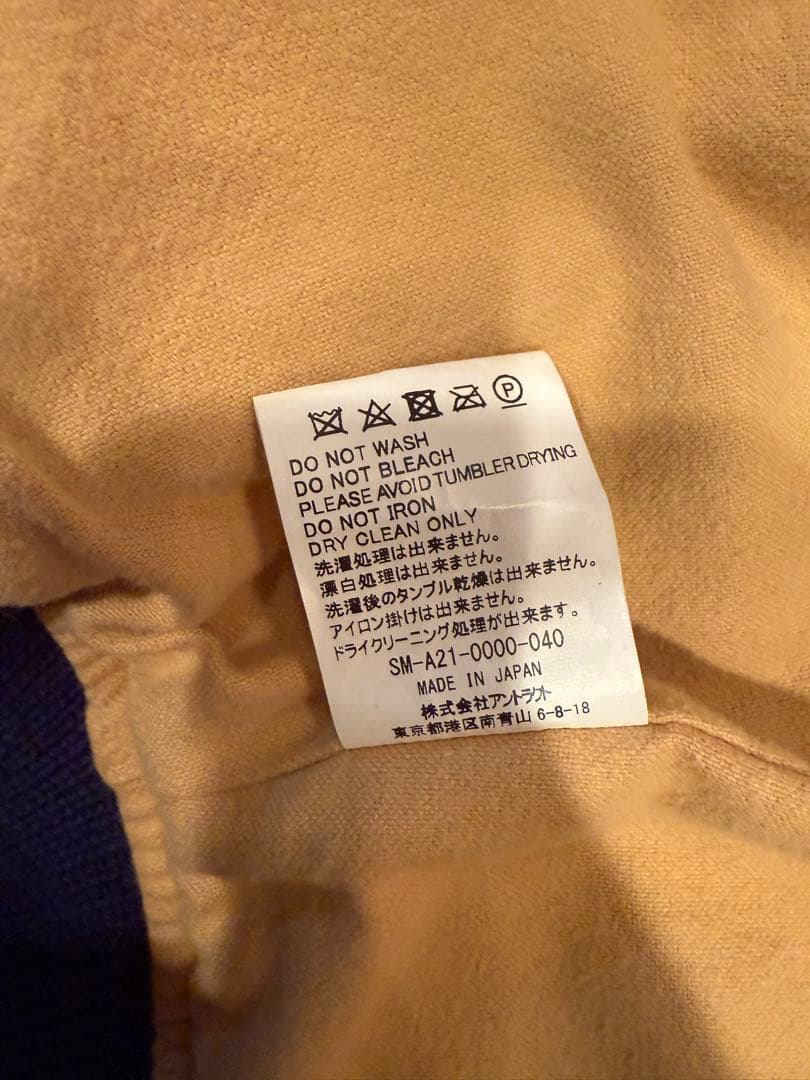 P
DO NOT WASH
DO NOT BLEACH
PLEASE AVOID TUMBLER DRYING
DO NOT IRON
DRY CLEAN ONLY
洗濯処理は出来ません。
漂白処理は出来ません。
洗濯後のタンブル乾燥は出来ません。
アイロン掛けは出来ません。
ドライクリーニング処理が出来ます。
SM-A21-0000-040
MADE IN JAPAN
株式会社アントラクト
東京都港区南青山 6-8-18